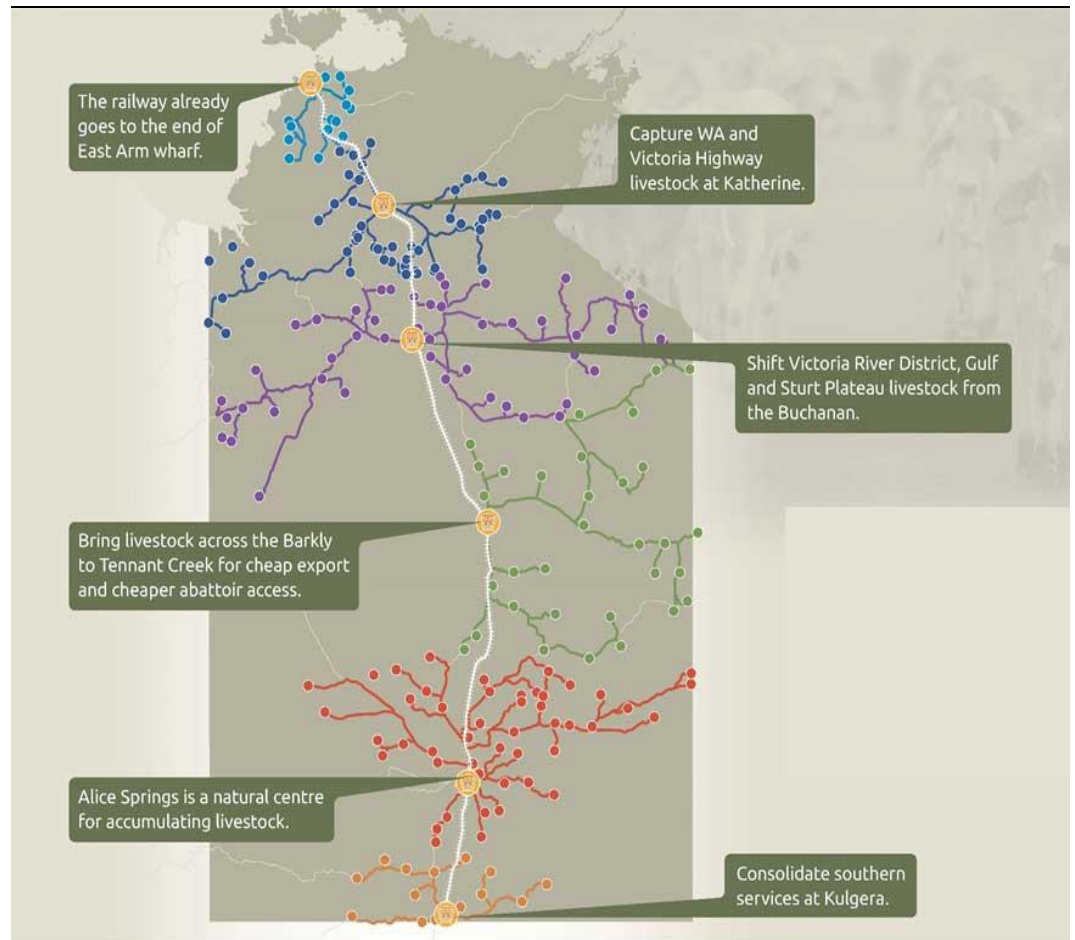 The railway already
goes to the end of
East Arm wharf.
Capture WA and
Victoria Highway
livestock at Katherine.
Shift Victoria River District, Gulf
and Sturt Plateau livestock from
the Buchanan.
Bring livestock across the Barkly
to Tennant Creek for cheap export
and cheaper abattoir access.
Alice Springs is a natural centre
for accumulating livestock.
Consolidate southern
services at Kulgera.